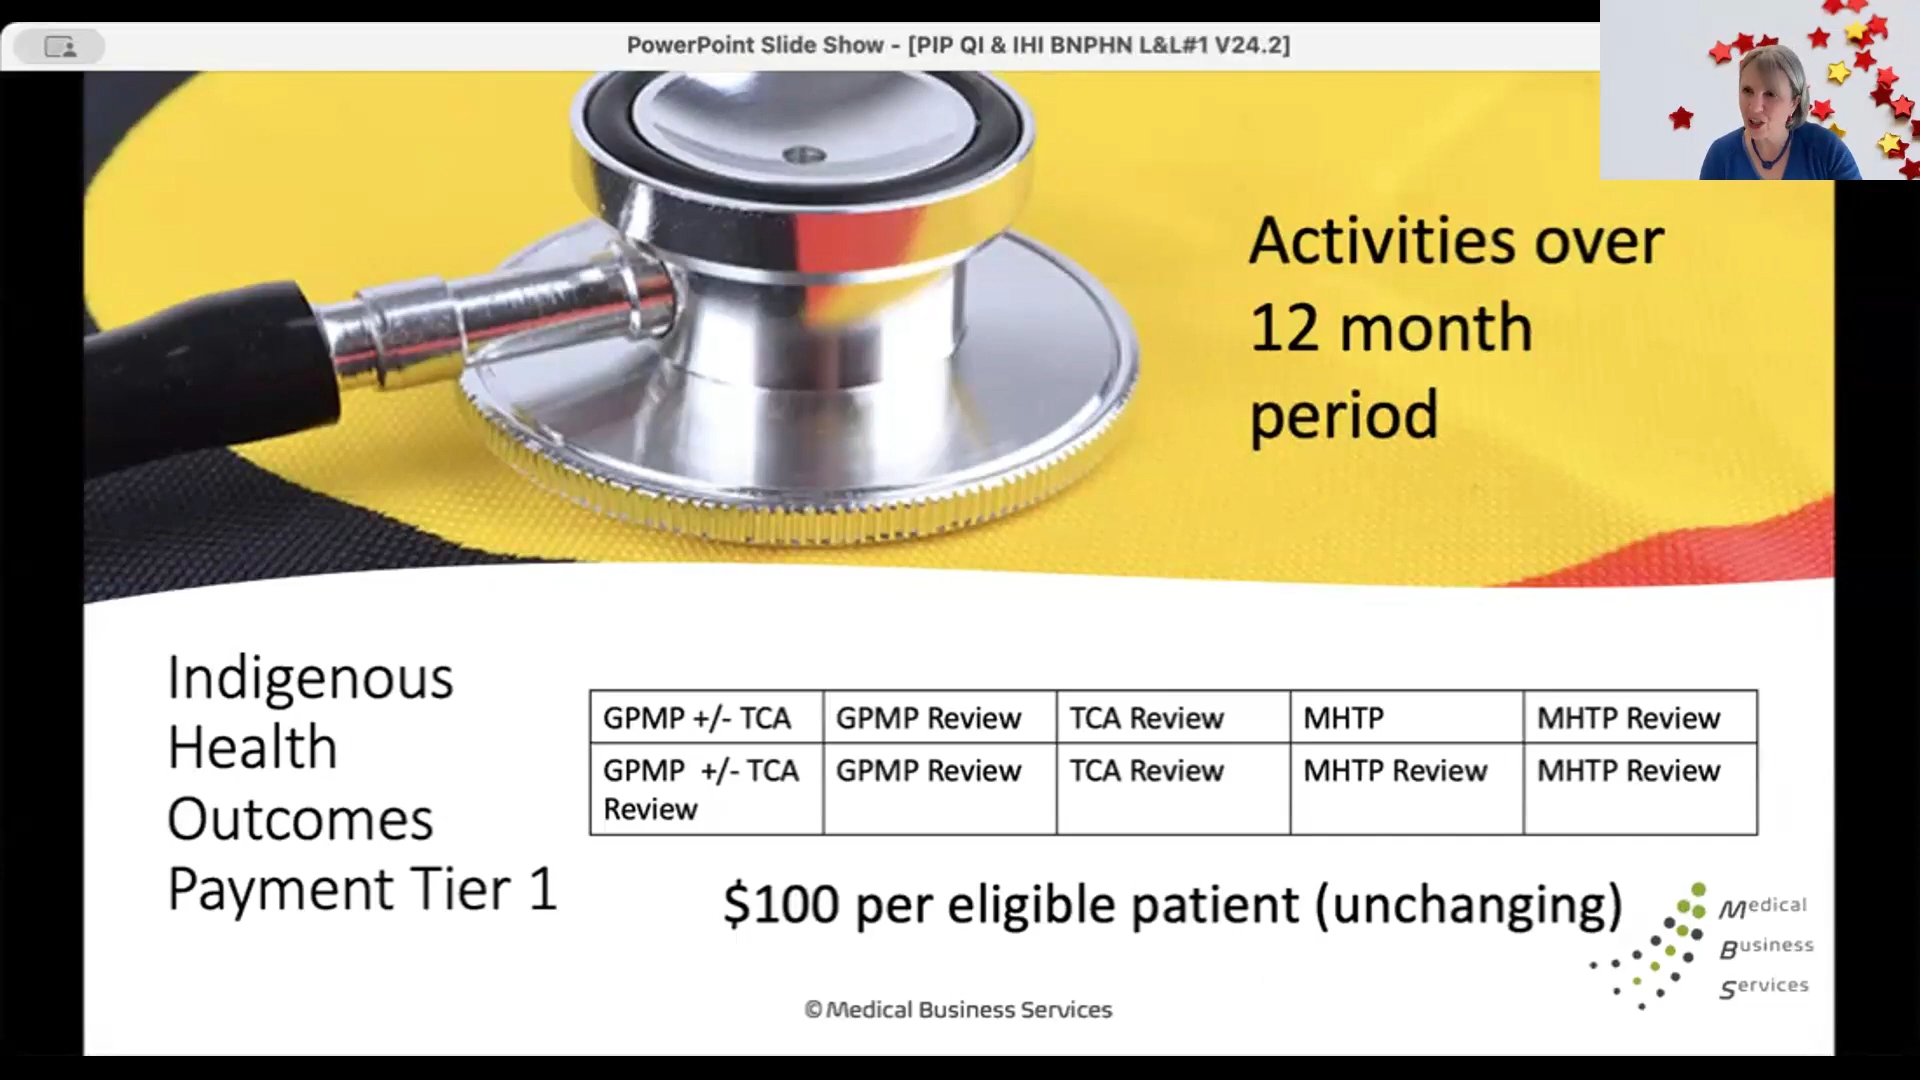 PowerPoint Slide Show - [PIP QI & IHI BNPHN L&L#1 V24.2]
Activities over
12 month
period
Indigenous
Health
Outcomes
Payment Tier 1
GPMP +/- TCA GPMP Review TCA Review MHTP MHTP Review
GPMP +/- TCA GPMP Review TCA Review MHTP Review MHTP Review
Review
$100 per eligible patient (unchanging)
Medical
Business
Services
©Medical Business Services